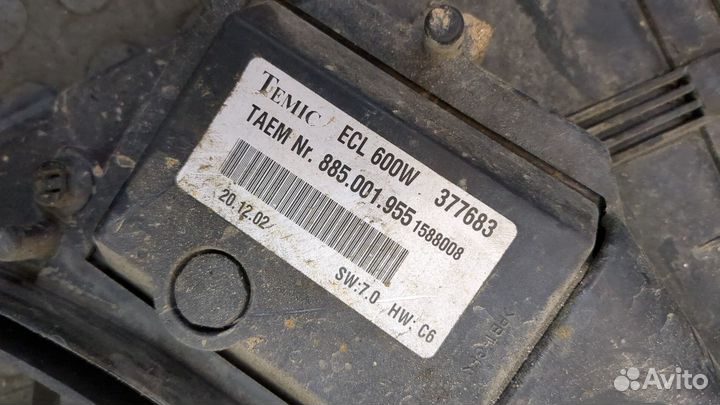 TEMIC ECL 600W 377683
TAEM Nr. 885.001.955 1588008
20.12.02 SW:7.0 HW: C6
Avito